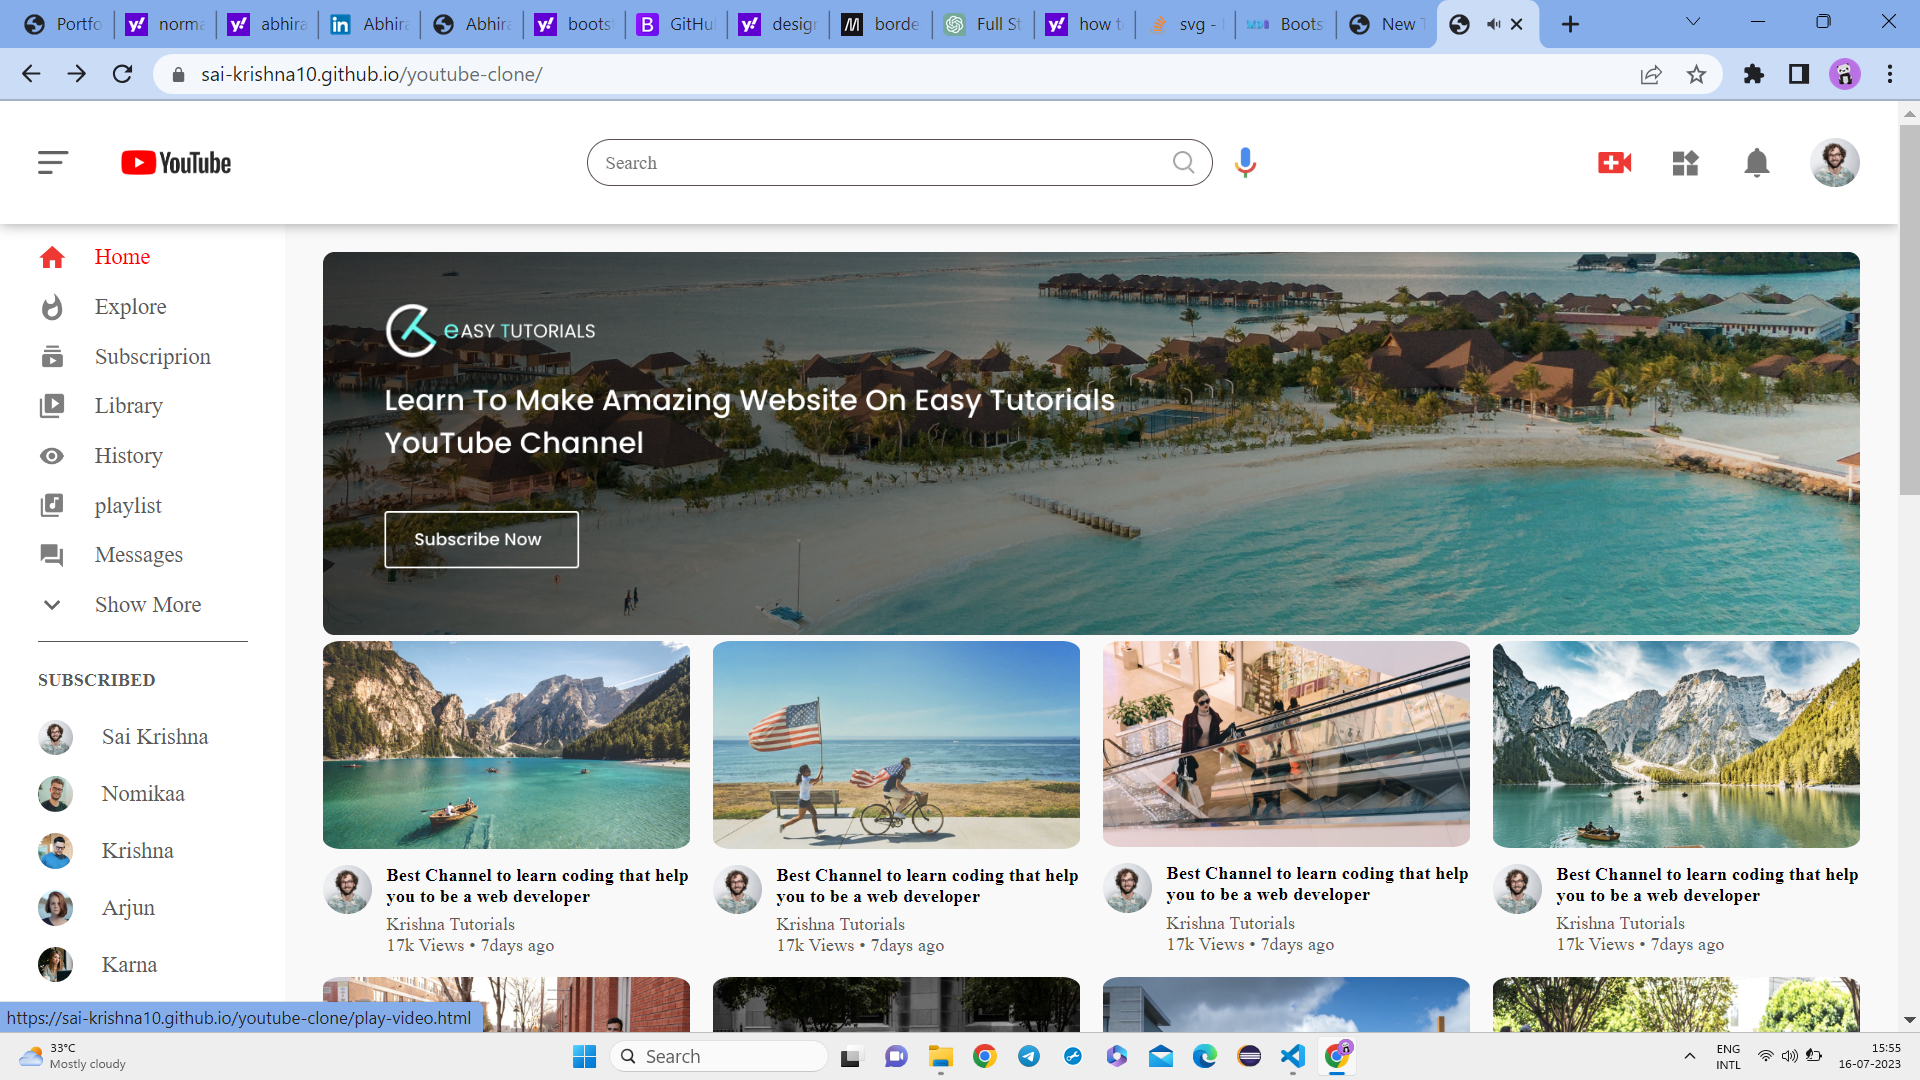 Portfo
norma
abhira
Abhira
Abhira
boots
GitHu
design
borde
Full St
how t
svg -
Boots
New T
sai-krishna10.github.io/youtube-clone/
YouTube
Search
Home
Explore
Subscriprion
Library
History
playlist
Messages
Show More
SUBSCRIBED
Sai Krishna
Nomikaa
Krishna
Arjun
Karna
eASY TUTORIALS
Learn To Make Amazing Website On Easy Tutorials
YouTube Channel
Subscribe Now
Best Channel to learn coding that help
you to be a web developer
Krishna Tutorials
17k Views • 7days ago
Best Channel to learn coding that help
you to be a web developer
Krishna Tutorials
17k Views • 7days ago
Best Channel to learn coding that help
you to be a web developer
Krishna Tutorials
17k Views • 7days ago
Best Channel to learn coding that help
you to be a web developer
Krishna Tutorials
17k Views • 7days ago
https://sai-krishna10.github.io/youtube-clone/play-video.html
33°C
Mostly cloudy
Search
ENG
INTL
15:55
16-07-2023